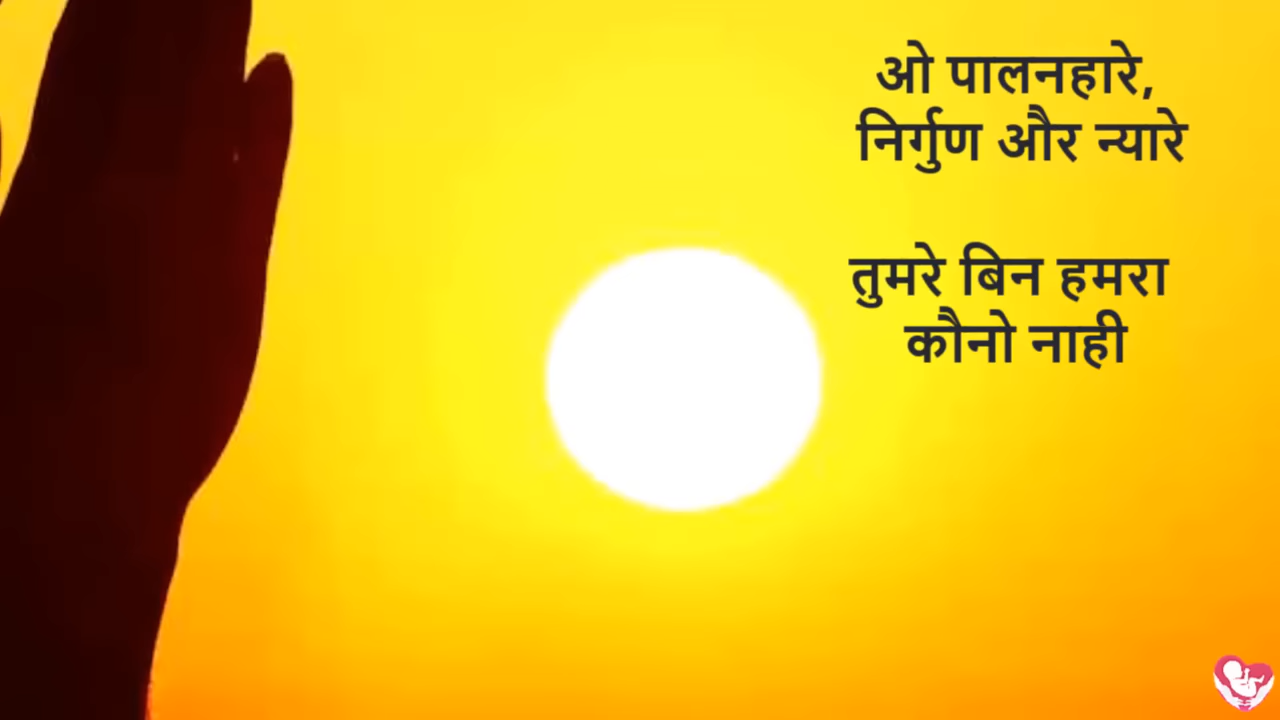 ओ पालनहारे,
निर्गुण और न्यारे
तुमरे बिन हमरा
कौनो नाही